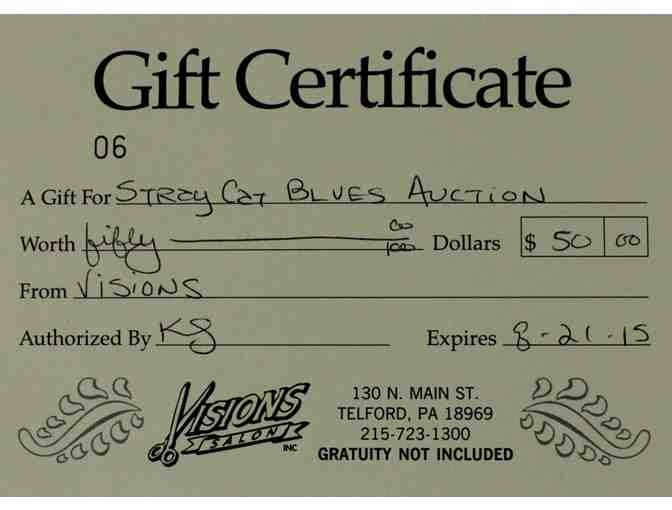 Gift Certificate
06
A Gift For Stray Cat Blues Auction
Worth fifty 00/100 Dollars $ 50 00
From Visions
Authorized By KG
Expires 8-21-15
VISIONS
SALON
INC
130 N. MAIN ST.
TELFORD, PA 18969
215-723-1300
GRATUITY NOT INCLUDED